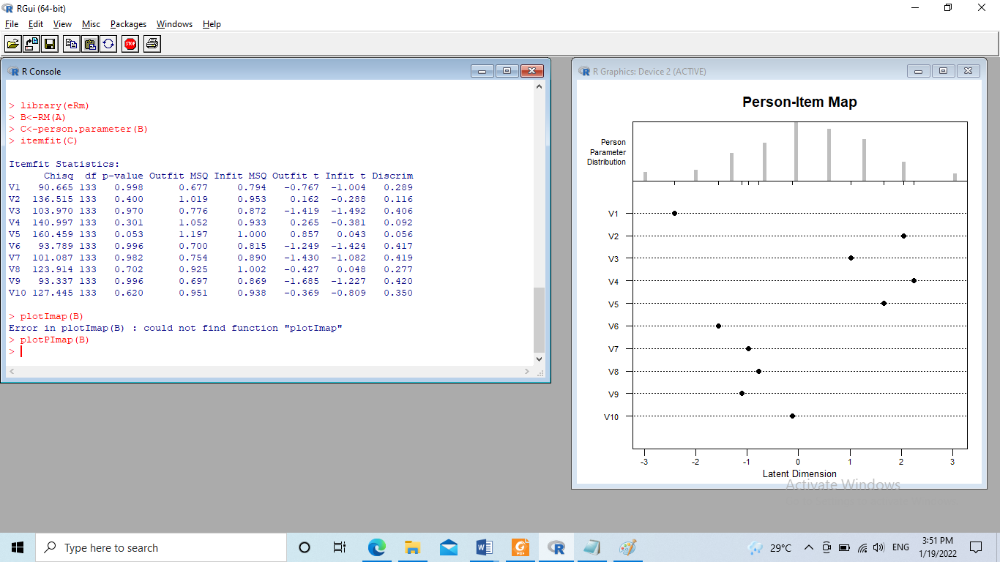 RGui (64-bit)
File Edit View Misc Packages Windows Help
STOP
R Console
> library(eRm)
> B<-RM(A)
> C<-person.parameter(B)
> itemfit(C)
Itemfit Statistics:
Chisq df p-value Outfit MSQ Infit MSQ Outfit t Infit t Discrim
V1 90.665 133 0.998 0.677 0.794 -0.767 -1.004 0.289
V2 136.515 133 0.400 1.019 0.953 0.162 -0.288 0.116
V3 103.970 133 0.970 0.776 0.872 -1.419 -1.492 0.406
V4 140.997 133 0.301 1.052 0.933 0.265 -0.381 0.092
V5 160.459 133 0.053 1.197 1.000 0.857 0.043 0.056
V6 93.789 133 0.996 0.700 0.815 -1.249 -1.424 0.417
V7 101.087 133 0.982 0.754 0.890 -1.430 -1.082 0.419
V8 123.914 133 0.702 0.925 1.002 -0.427 0.048 0.277
V9 93.337 133 0.996 0.697 0.869 -1.685 -1.227 0.420
V10 127.445 133 0.620 0.951 0.938 -0.369 -0.809 0.350
> plotImap(B)
Error in plotImap(B) : could not find function "plotImap"
> plotPImap(B)
>
R Graphics: Device 2 (ACTIVE)
Person-Item Map
Person
Parameter
Distribution
V1
V2
V3
V4
V5
V6
V7
V8
V9
V10
-3 -2 -1 0 1 2 3
Latent Dimension
Activate Windows
Type here to search
29°C ENG 3:51 PM
1/19/2022